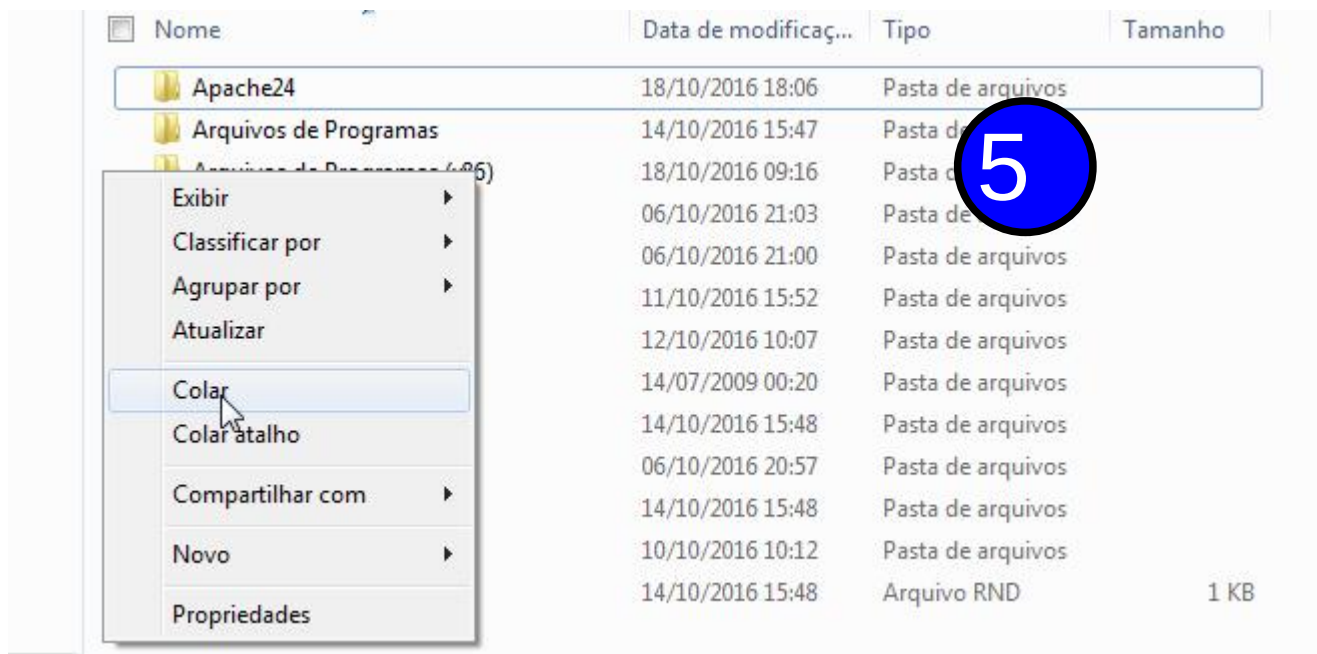 Nome Data de modificaç... Tipo Tamanho
Apache24 18/10/2016 18:06 Pasta de arquivos
Arquivos de Programas 14/10/2016 15:47 Pasta de
Arquivos de Programas (x86) 18/10/2016 09:16 Pasta d
06/10/2016 21:03 Pasta de
06/10/2016 21:00 Pasta de arquivos
11/10/2016 15:52 Pasta de arquivos
12/10/2016 10:07 Pasta de arquivos
14/07/2009 00:20 Pasta de arquivos
14/10/2016 15:48 Pasta de arquivos
06/10/2016 20:57 Pasta de arquivos
14/10/2016 15:48 Pasta de arquivos
10/10/2016 10:12 Pasta de arquivos
14/10/2016 15:48 Arquivo RND 1 KB
5
Exibir
Classificar por
Agrupar por
Atualizar
Colar
Colar atalho
Compartilhar com
Novo
Propriedades